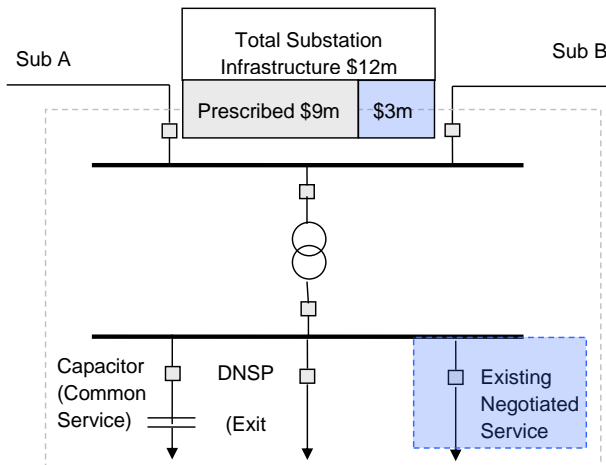 Total Substation
Infrastructure $12m
Sub A
Sub B
Prescribed $9m
$3m
Capacitor
(Common
Service)
DNSP
(Exit
Existing
Negotiated
Service